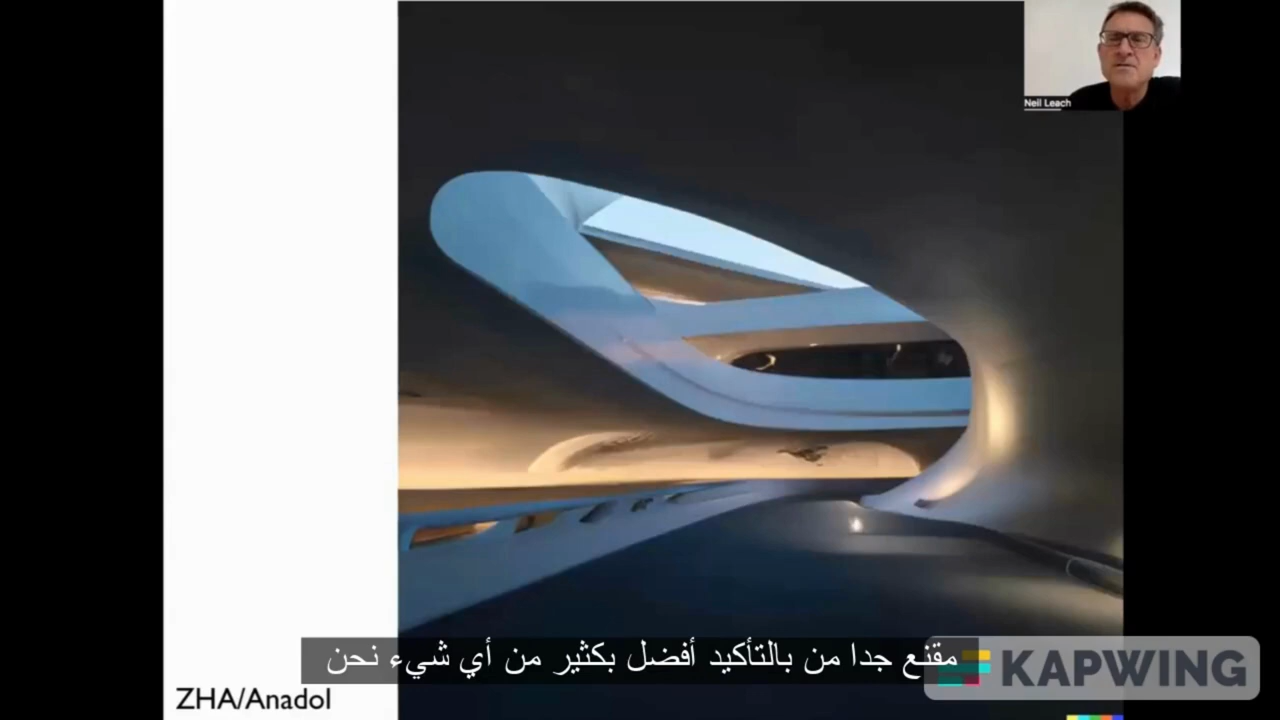 Neil Leach
مقنع جدا من بالتأكيد أفضل بكثير من أي شيء نحن
KAPWING
ZHA/Anadol